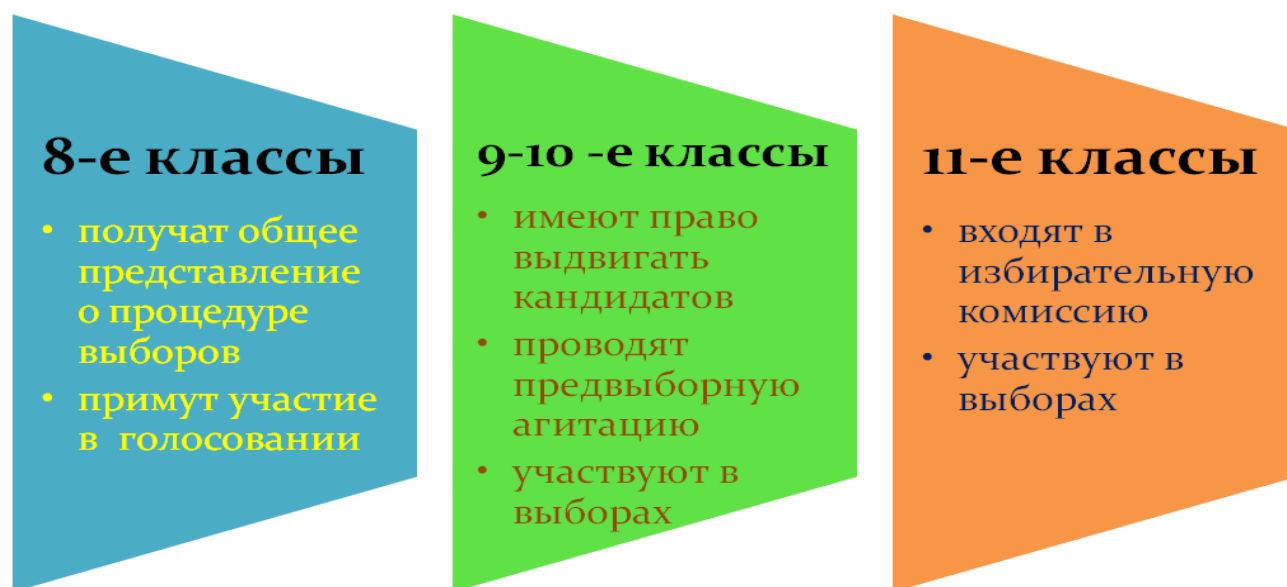 8-е классы
• получат общее
представление
о процедуре
выборов
• примут участие
в голосовании
9-10 -е классы
• имеют право
выдвигать
кандидатов
• проводят
предвыборную
агитацию
• участвуют в
выборах
11-е классы
• входят в
избирательную
комиссию
• участвуют в
выборах